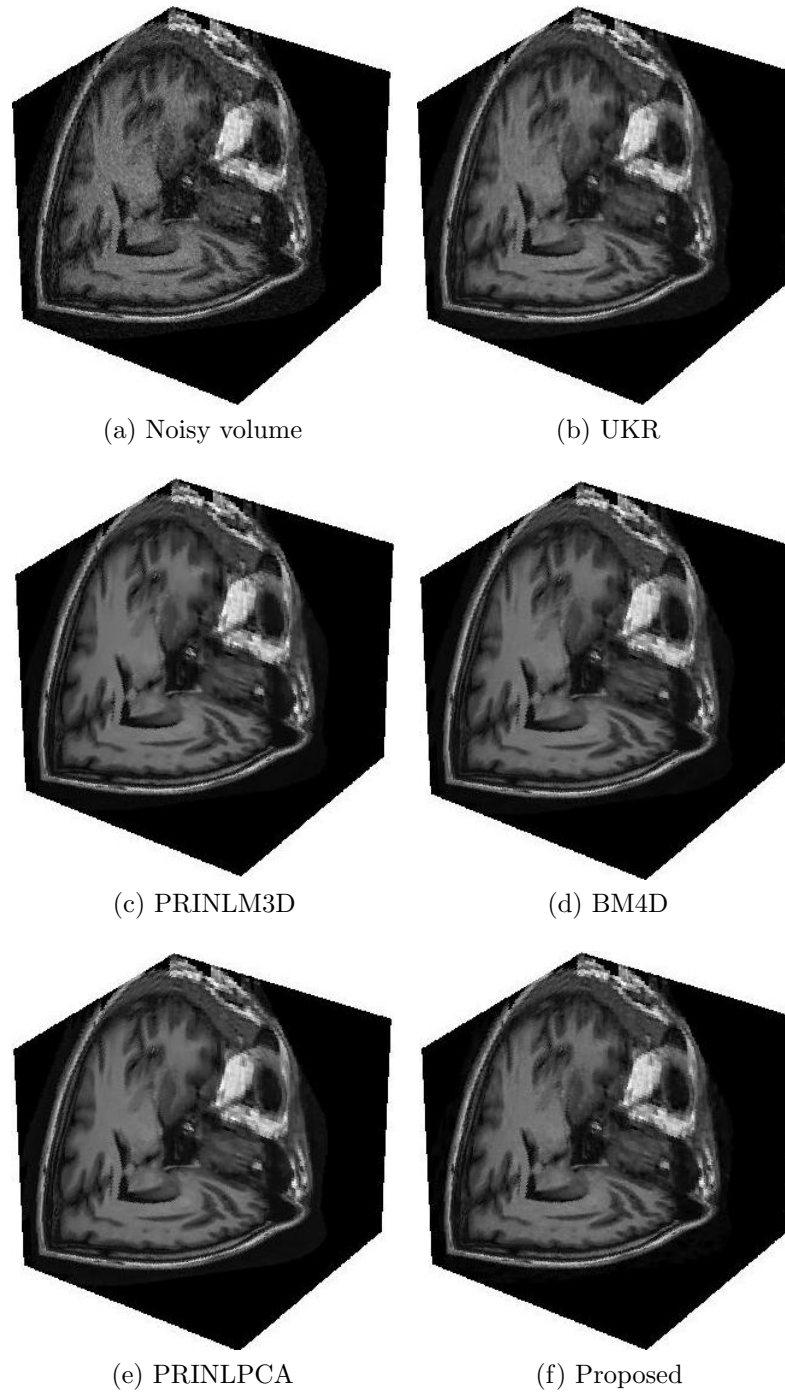 (a) Noisy volume
(b) UKR
(c) PRINLM3D
(d) BM4D
(e) PRINLPCA
(f) Proposed